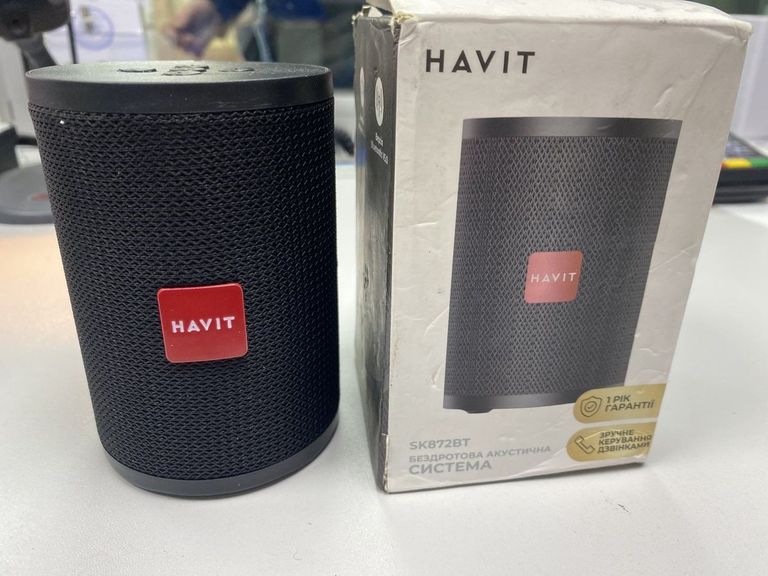 HAVIT
HAVIT
HAVIT
SK872BT
БЕЗДРОТОВА АКУСТИЧНА
СИСТЕМА
1 РІК
ГАРАНТІЇ
ЗРУЧНЕ
КЕРУВАННЯ
ДЗВІНКАМИ